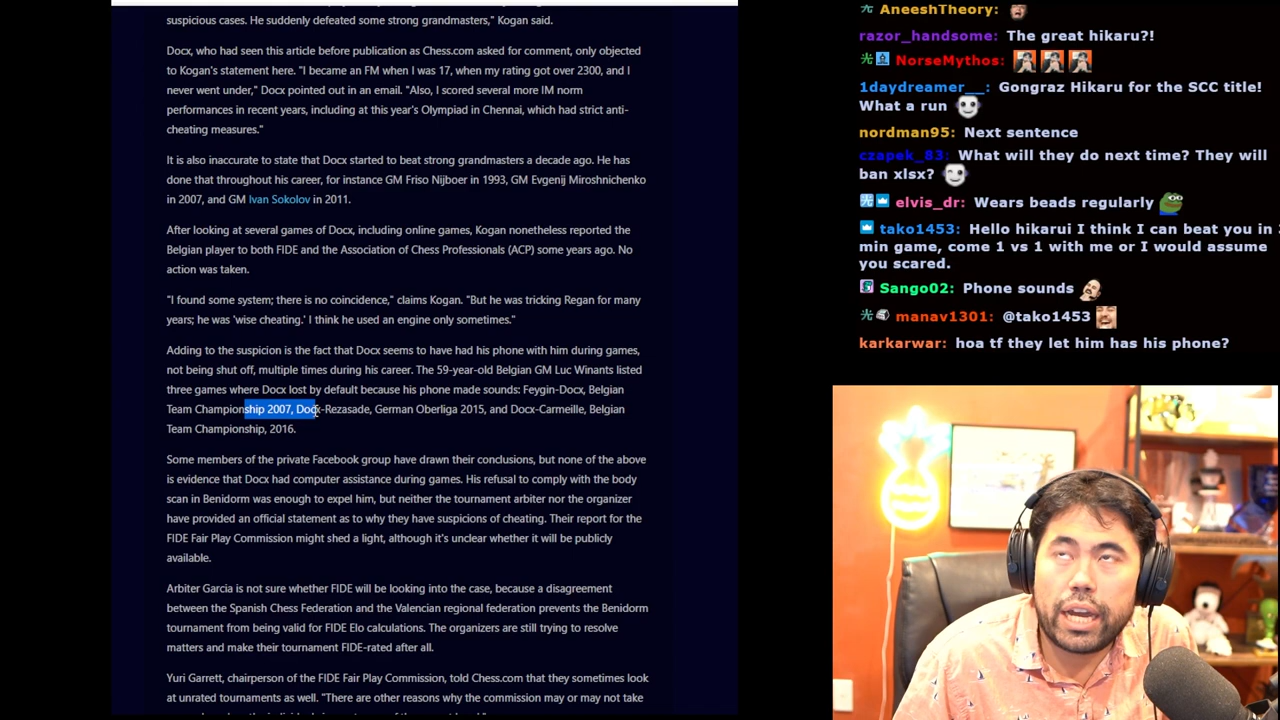 suspicious cases. He suddenly defeated some strong grandmasters," Kogan said.
Docx, who had seen this article before publication as Chess.com asked for comment, only objected
to Kogan's statement here. "I became an FM when I was 17, when my rating got over 2300, and I
never went under," Docx pointed out in an email. "Also, I scored several more IM norm
performances in recent years, including at this year's Olympiad in Chennai, which had strict anti-
cheating measures."
It is also inaccurate to state that Docx started to beat strong grandmasters a decade ago. He has
done that throughout his career, for instance GM Friso Nijboer in 1993, GM Evgenij Miroshnichenko
in 2007, and GM Ivan Sokolov in 2011.
After looking at several games of Docx, including online games, Kogan nonetheless reported the
Belgian player to both FIDE and the Association of Chess Professionals (ACP) some years ago. No
action was taken.
"I found some system; there is no coincidence," claims Kogan. "But he was tricking Regan for many
years; he was 'wise cheating.' I think he used an engine only sometimes."
Adding to the suspicion is the fact that Docx seems to have had his phone with him during games,
not being shut off, multiple times during his career. The 59-year-old Belgian GM Luc Winants listed
three games where Docx lost by default because his phone made sounds: Feygin-Docx, Belgian
Team Championship 2007, Docx-Rezasade, German Oberliga 2015, and Docx-Carmeille, Belgian
Team Championship, 2016.
Some members of the private Facebook group have drawn their conclusions, but none of the above
is evidence that Docx had computer assistance during games. His refusal to comply with the body
scan in Benidorm was enough to expel him, but neither the tournament arbiter nor the organizer
have provided an official statement as to why they have suspicions of cheating. Their report for the
FIDE Fair Play Commission might shed a light, although it's unclear whether it will be publicly
available.
Arbiter Garcia is not sure whether FIDE will be looking into the case, because a disagreement
between the Spanish Chess Federation and the Valencian regional federation prevents the Benidorm
tournament from being valid for FIDE Elo calculations. The organizers are still trying to resolve
matters and make their tournament FIDE-rated after all.
Yuri Garrett, chairperson of the FIDE Fair Play Commission, told Chess.com that they sometimes look
at unrated tournaments as well. "There are other reasons why the commission may or may not take
AneeshTheory:
razor_handsome: The great hikaru?!
NorseMythos:
1daydreamer__: Gongraz Hikaru for the SCC title!
What a run
nordman95: Next sentence
czapek_83: What will they do next time? They will
ban xlsx?
elvis_dr: Wears beads regularly
tako1453: Hello hikarui I think I can beat you in
min game, come 1 vs 1 with me or I would assume
you scared.
Sango02: Phone sounds
manav1301: @tako1453
karkarwar: hoa tf they let him has his phone?